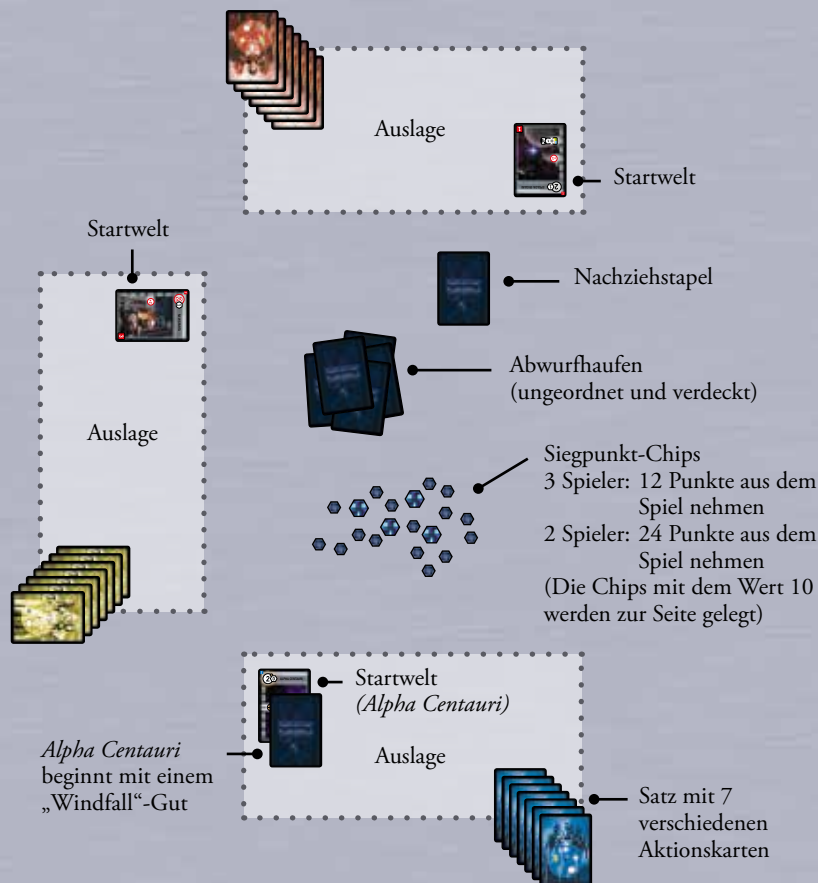 Auslage
Startwelt
Startwelt
Nachziehstapel
Abwurfhaufen
(ungeordnet und verdeckt)
Auslage
Siegpunkt-Chips
3 Spieler: 12 Punkte aus dem
Spiel nehmen
2 Spieler: 24 Punkte aus dem
Spiel nehmen
(Die Chips mit dem Wert 10
werden zur Seite gelegt)
Startwelt
(Alpha Centauri)
Alpha Centauri
beginnt mit einem
„Windfall“-Gut
Auslage
Satz mit 7
verschiedenen
Aktionskarten